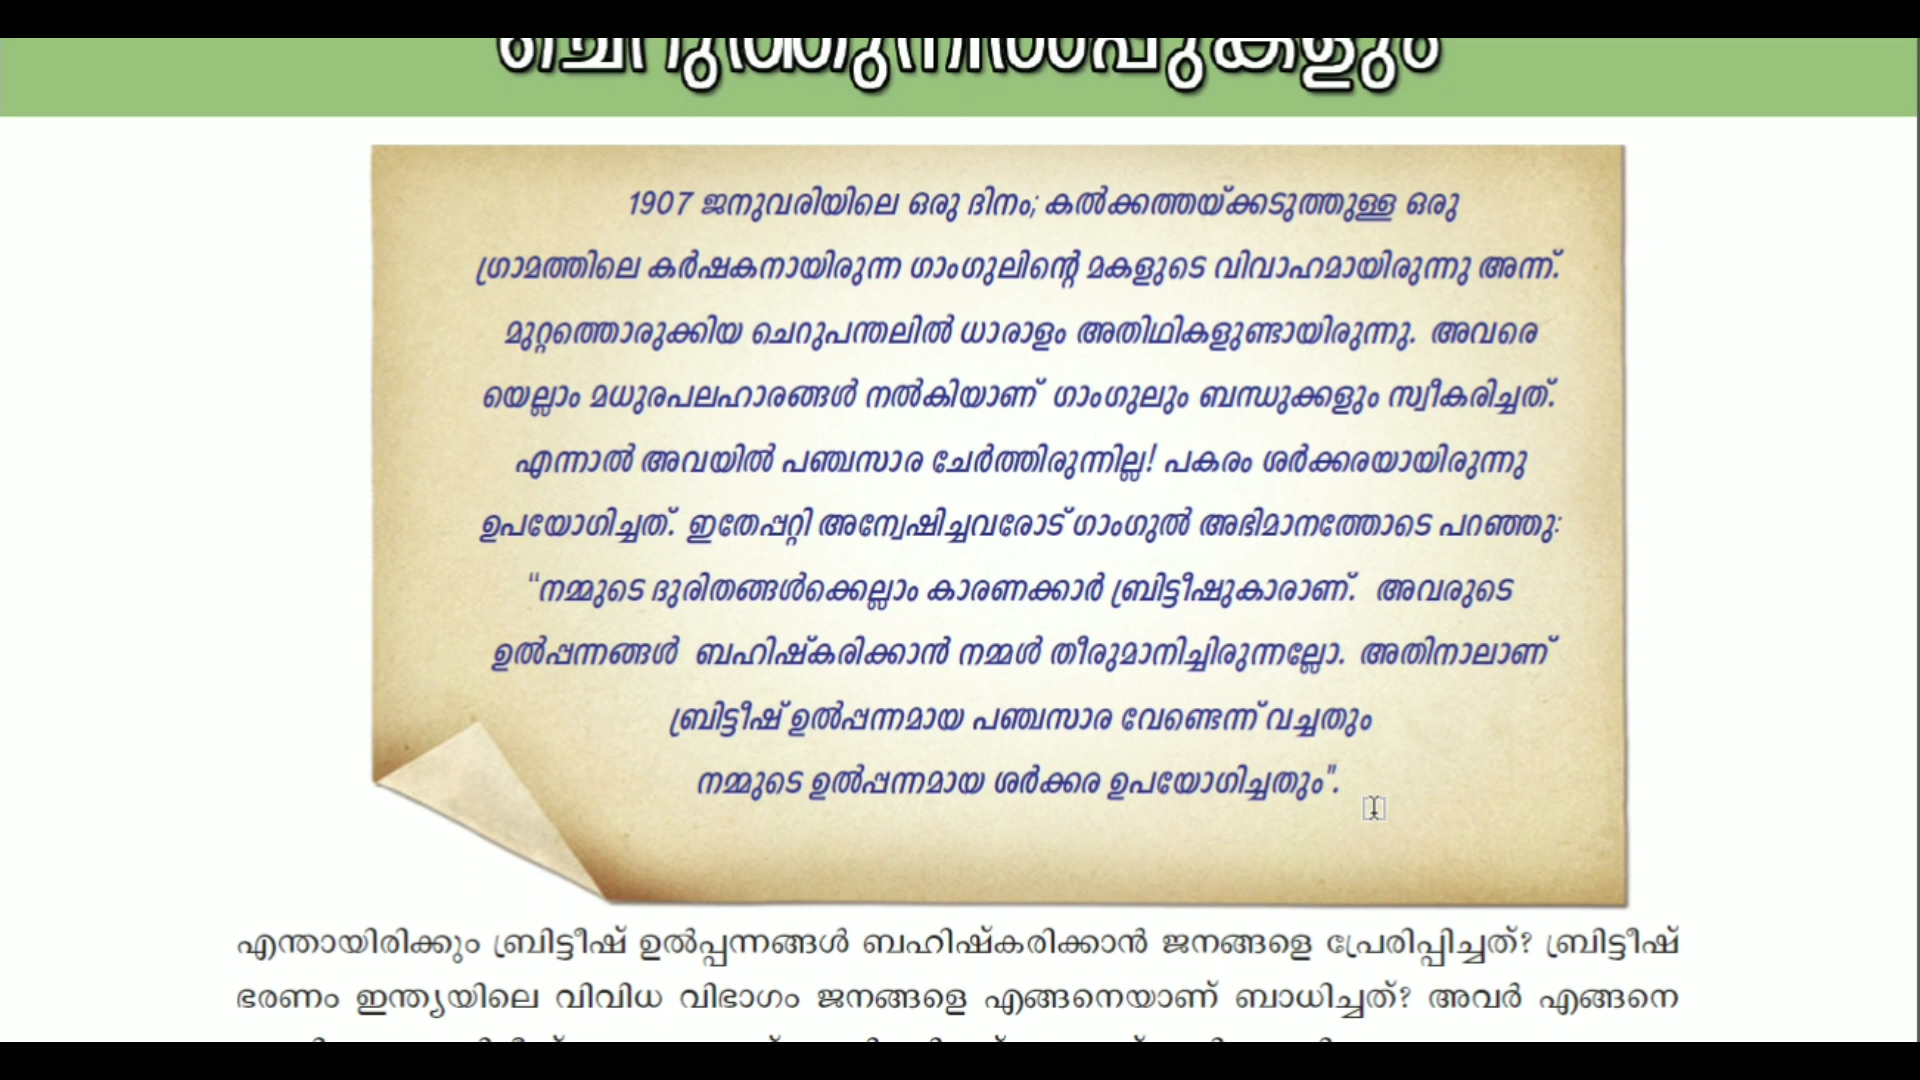 ചെറുത്തുനിൽപ്പുകളും
1907 ജനുവരിയിലെ ഒരു ദിനം; കൽക്കത്തയ്ക്കടുത്തുള്ള ഒരു
ഗ്രാമത്തിലെ കർഷകനായിരുന്ന ഗാംഗുലിന്റെ മകളുടെ വിവാഹമായിരുന്നു അന്ന്.
മുറ്റത്തൊരുക്കിയ ചെറുപന്തലിൽ ധാരാളം അതിഥികളുണ്ടായിരുന്നു. അവരെ
യെല്ലാം മധുരപലഹാരങ്ങൾ നൽകിയാണ് ഗാംഗുലും ബന്ധുക്കളും സ്വീകരിച്ചത്.
എന്നാൽ അവയിൽ പഞ്ചസാര ചേർത്തിരുന്നില്ല! പകരം ശർക്കരയായിരുന്നു
ഉപയോഗിച്ചത്. ഇതേപ്പറ്റി അന്വേഷിച്ചവരോട് ഗാംഗുൽ അഭിമാനത്തോടെ പറഞ്ഞു:
“നമ്മുടെ ദുരിതങ്ങൾക്കെല്ലാം കാരണക്കാർ ബ്രിട്ടീഷുകാരാണ്. അവരുടെ
ഉൽപ്പന്നങ്ങൾ ബഹിഷ്കരിക്കാൻ നമ്മൾ തീരുമാനിച്ചിരുന്നല്ലോ. അതിനാലാണ്
ബ്രിട്ടീഷ് ഉൽപ്പന്നമായ പഞ്ചസാര വേണ്ടെന്ന് വച്ചതും
നമ്മുടെ ഉൽപ്പന്നമായ ശർക്കര ഉപയോഗിച്ചതും".
എന്തായിരിക്കും ബ്രിട്ടീഷ് ഉൽപ്പന്നങ്ങൾ ബഹിഷ്കരിക്കാൻ ജനങ്ങളെ പ്രേരിപ്പിച്ചത്? ബ്രിട്ടീഷ്
ഭരണം ഇന്ത്യയിലെ വിവിധ വിഭാഗം ജനങ്ങളെ എങ്ങനെയാണ് ബാധിച്ചത്? അവർ എങ്ങനെ